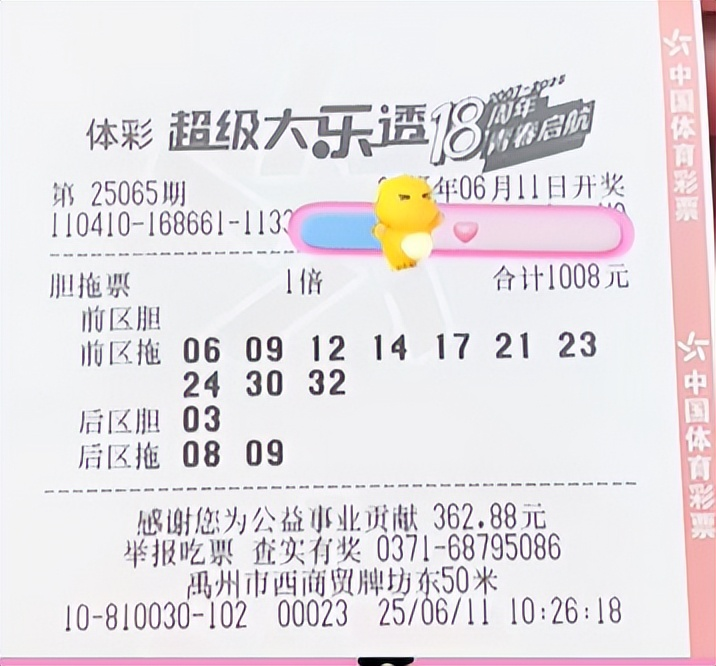 体彩 超级大乐透 18周年 2007-2025 青春启航
第 25065期 年06月11日开奖
110410-168661-113
胆拖票 1倍 合计1008元
前区胆
前区拖 06 09 12 14 17 21 23
24 30 32
后区胆 03
后区拖 08 09
感谢您为公益事业贡献 362.88元
举报吃票 查实有奖 0371-68795086
禹州市西商贸牌坊东50米
10-810030-102 00023 25/06/11 10:26:18
中国体育彩票
中国体育彩票